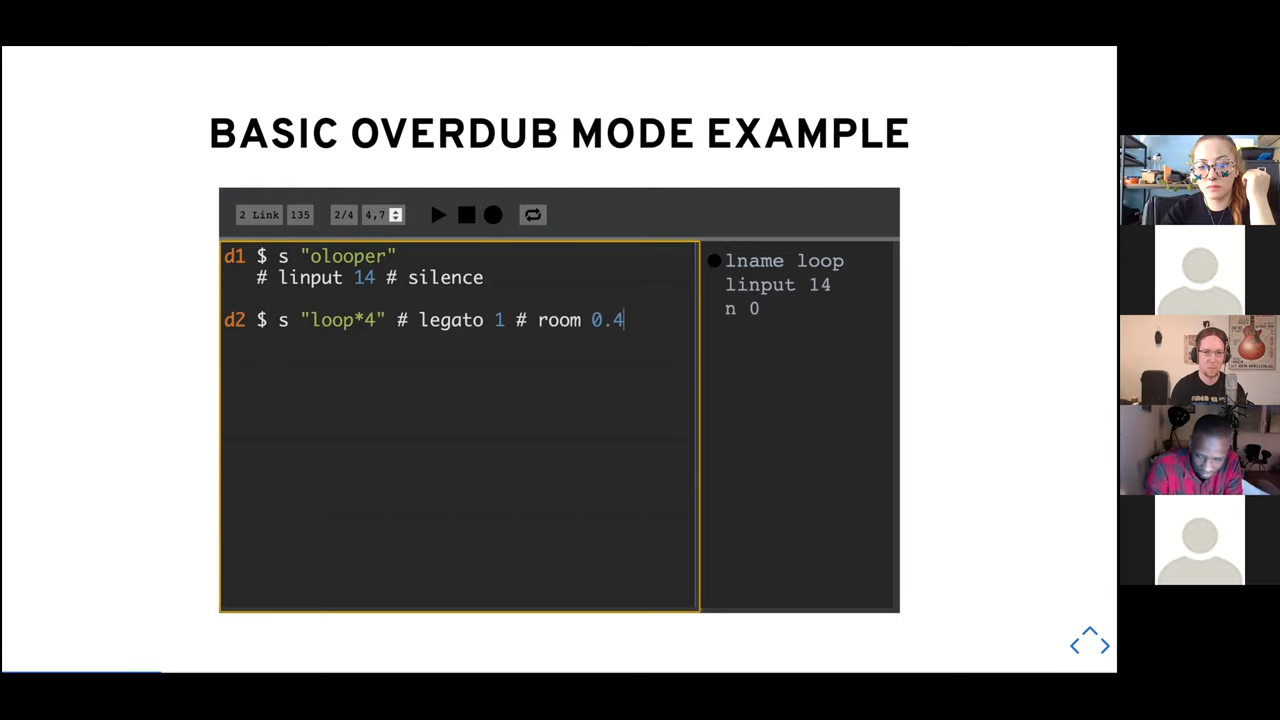 BASIC OVERDUB MODE EXAMPLE
2 Link 135 2/4 4,7
d1 $ s "olooper"
# linput 14 # silence
d2 $ s "loop*4" # legato 1 # room 0.4
lname loop
linput 14
n 0